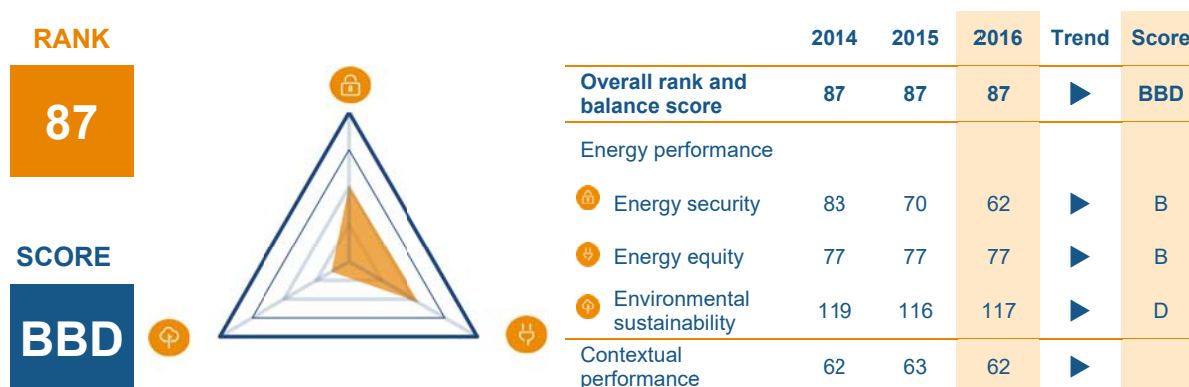 RANK
87
SCORE
BBD
2014 2015 2016 Trend Score
Overall rank and
balance score 87 87 87 BBD
Energy performance
Energy security 83 70 62 B
Energy equity 77 77 77 B
Environmental
sustainability 119 116 117 D
Contextual
performance 62 63 62